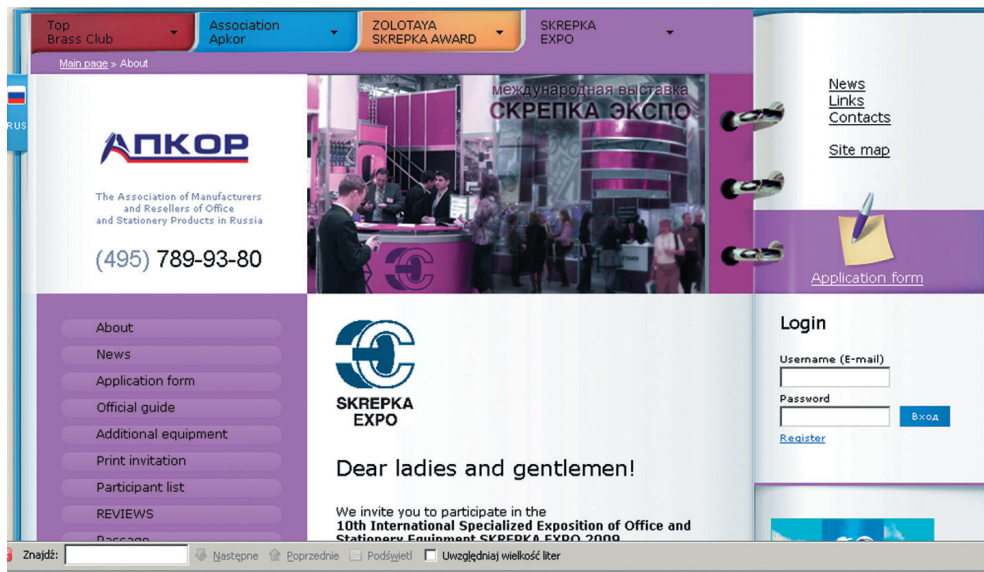 Top
Brass Club
Association
Apkor
ZOLOTAYA
SKREPKA AWARD
SKREPKA
EXPO
Main page » About
RUS
АПКОР
The Association of Manufacturers
and Resellers of Office
and Stationery Products in Russia
(495) 789-93-80
международная выставка
СКРЕПКА ЭКСПО
News
Links
Contacts
Site map
Application form
About
News
Application form
Official guide
Additional equipment
Print invitation
Participant list
REVIEWS
Passage
SKREPKA
EXPO
Dear ladies and gentlemen!
We invite you to participate in the
10th International Specialized Exposition of Office and
Stationery Equipment SKREPKA EXPO 2009
Login
Username (E-mail)
Password
Вход
Register
Znajdź:
Następne
Poprzednie
Podświetl
Uwzględniaj wielkość liter